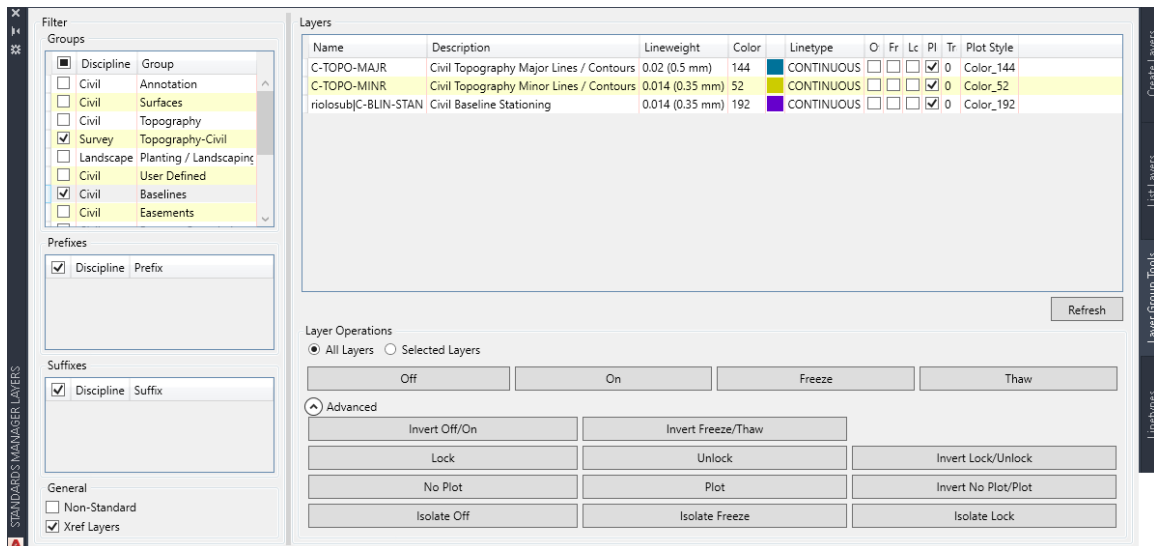 Filter
Groups
Discipline Group
Civil Annotation
Civil Surfaces
Civil Topography
Survey Topography-Civil
Landscape Planting / Landscaping
Civil User Defined
Civil Baselines
Civil Easements
Prefixes
Discipline Prefix
Suffixes
Discipline Suffix
General
Non-Standard
Xref Layers
STANDARDS MANAGER LAYERS
Layers
Name Description Lineweight Color Linetype O Fr Lc Pl Tr Plot Style
C-TOPO-MAJR Civil Topography Major Lines / Contours 0.02 (0.5 mm) 144 CONTINUOUS 0 Color_144
C-TOPO-MINR Civil Topography Minor Lines / Contours 0.014 (0.35 mm) 52 CONTINUOUS 0 Color_52
riolosub|C-BLIN-STAN Civil Baseline Stationing 0.014 (0.35 mm) 192 CONTINUOUS 0 Color_192
Refresh
Layer Operations
All Layers Selected Layers
Off On Freeze Thaw
Advanced
Invert Off/On Invert Freeze/Thaw
Lock Unlock Invert Lock/Unlock
No Plot Plot Invert No Plot/Plot
Isolate Off Isolate Freeze Isolate Lock
Create Layers
List Layers
Layer Group Tools
Linetypes